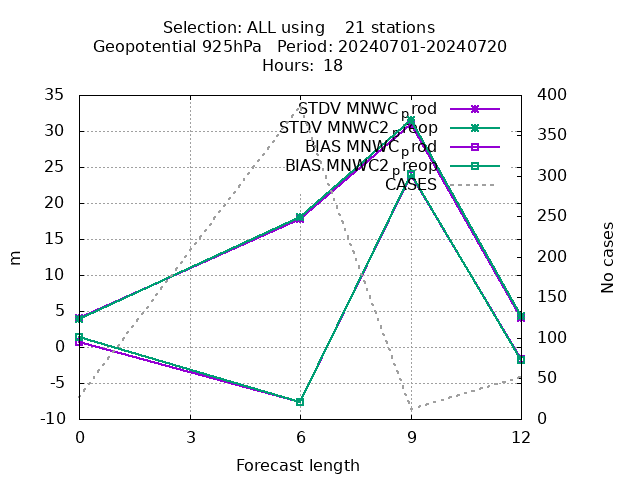 Selection: ALL using    21 stations
Geopotential 925hPa   Period: 20240701-20240720
Hours:  18
STDV MNWC_prod
STDV MNWC2_preop
BIAS MNWC_prod
BIAS MNWC2_preop
CASES
35
30
25
20
15
10
5
0
-5
-10
m
400
350
300
250
200
150
100
50
0
No cases
0 3 6 9 12
Forecast length